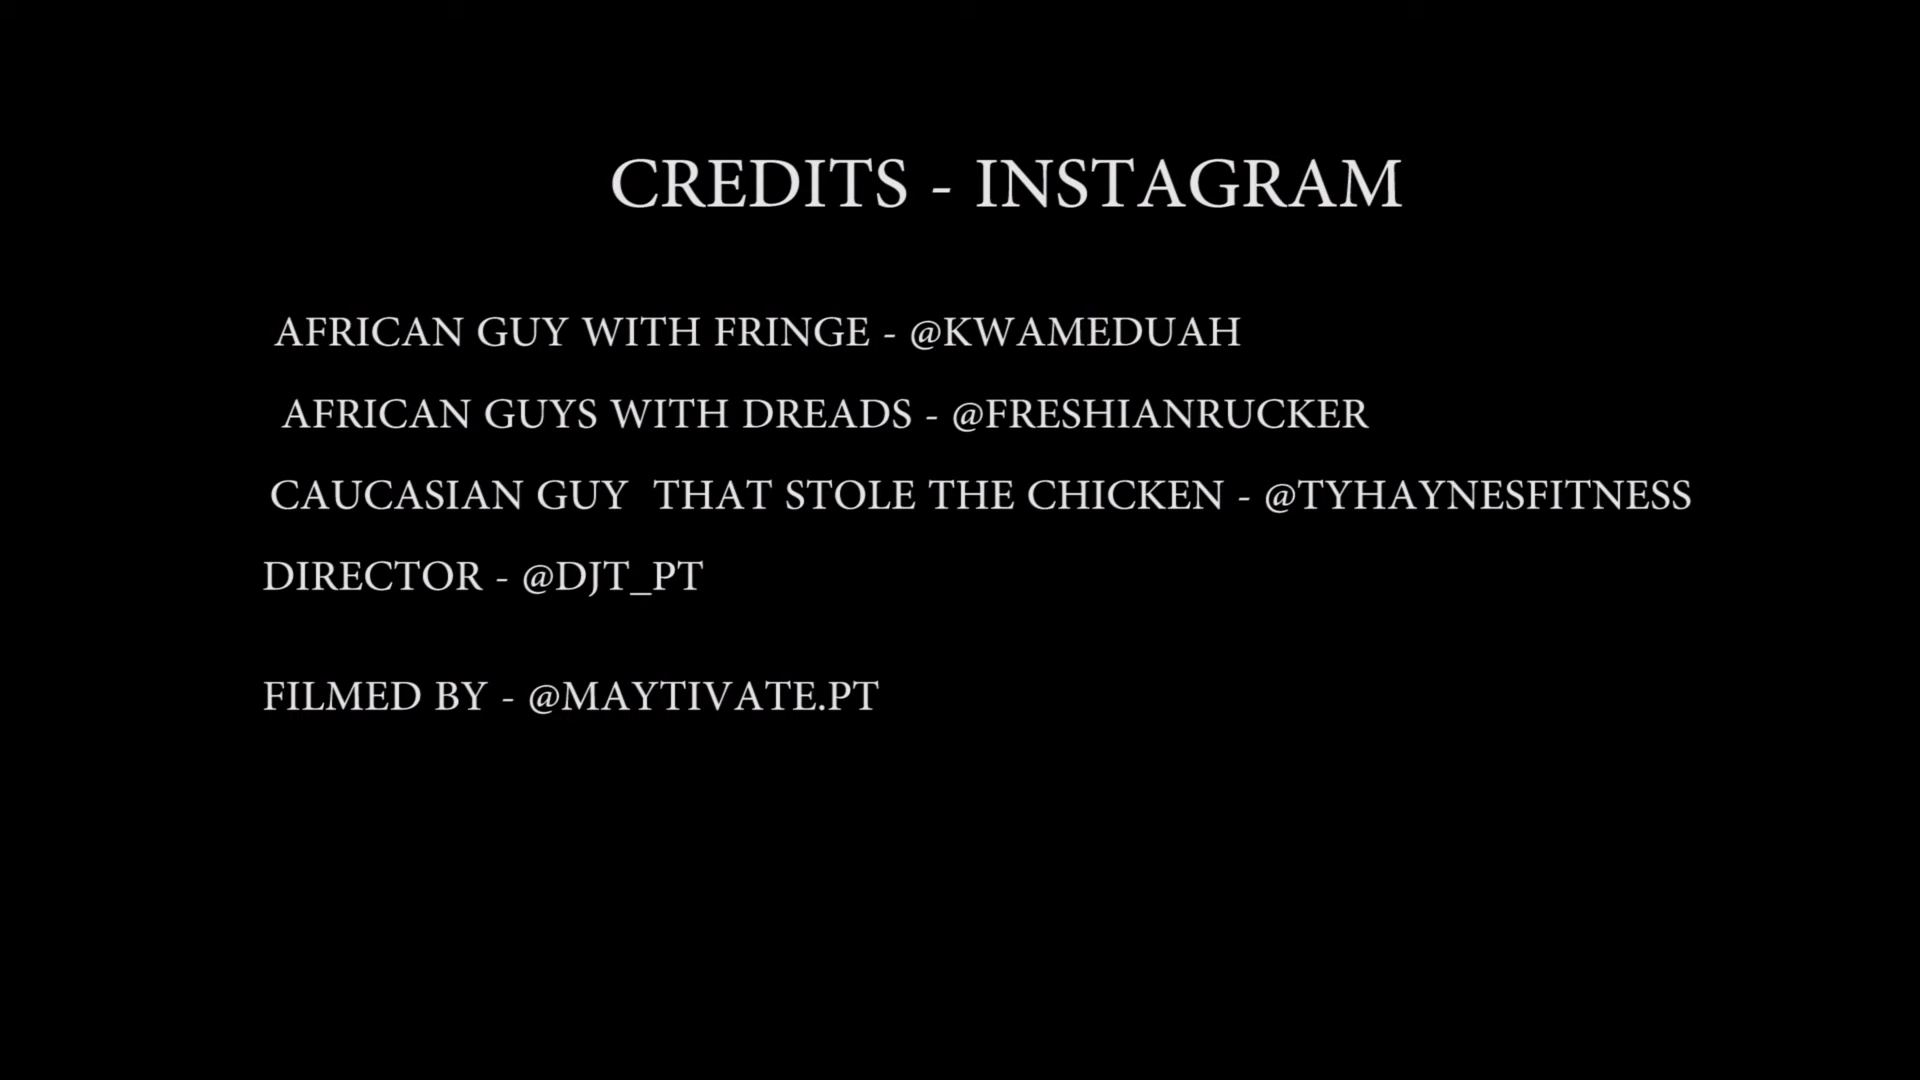 CREDITS - INSTAGRAM
AFRICAN GUY WITH FRINGE - @KWAMEDUAH
AFRICAN GUYS WITH DREADS - @FRESHIANRUCKER
CAUCASIAN GUY  THAT STOLE THE CHICKEN - @TYHAYNESFITNESS
DIRECTOR - @DJT_PT
FILMED BY - @MAYTIVATE.PT